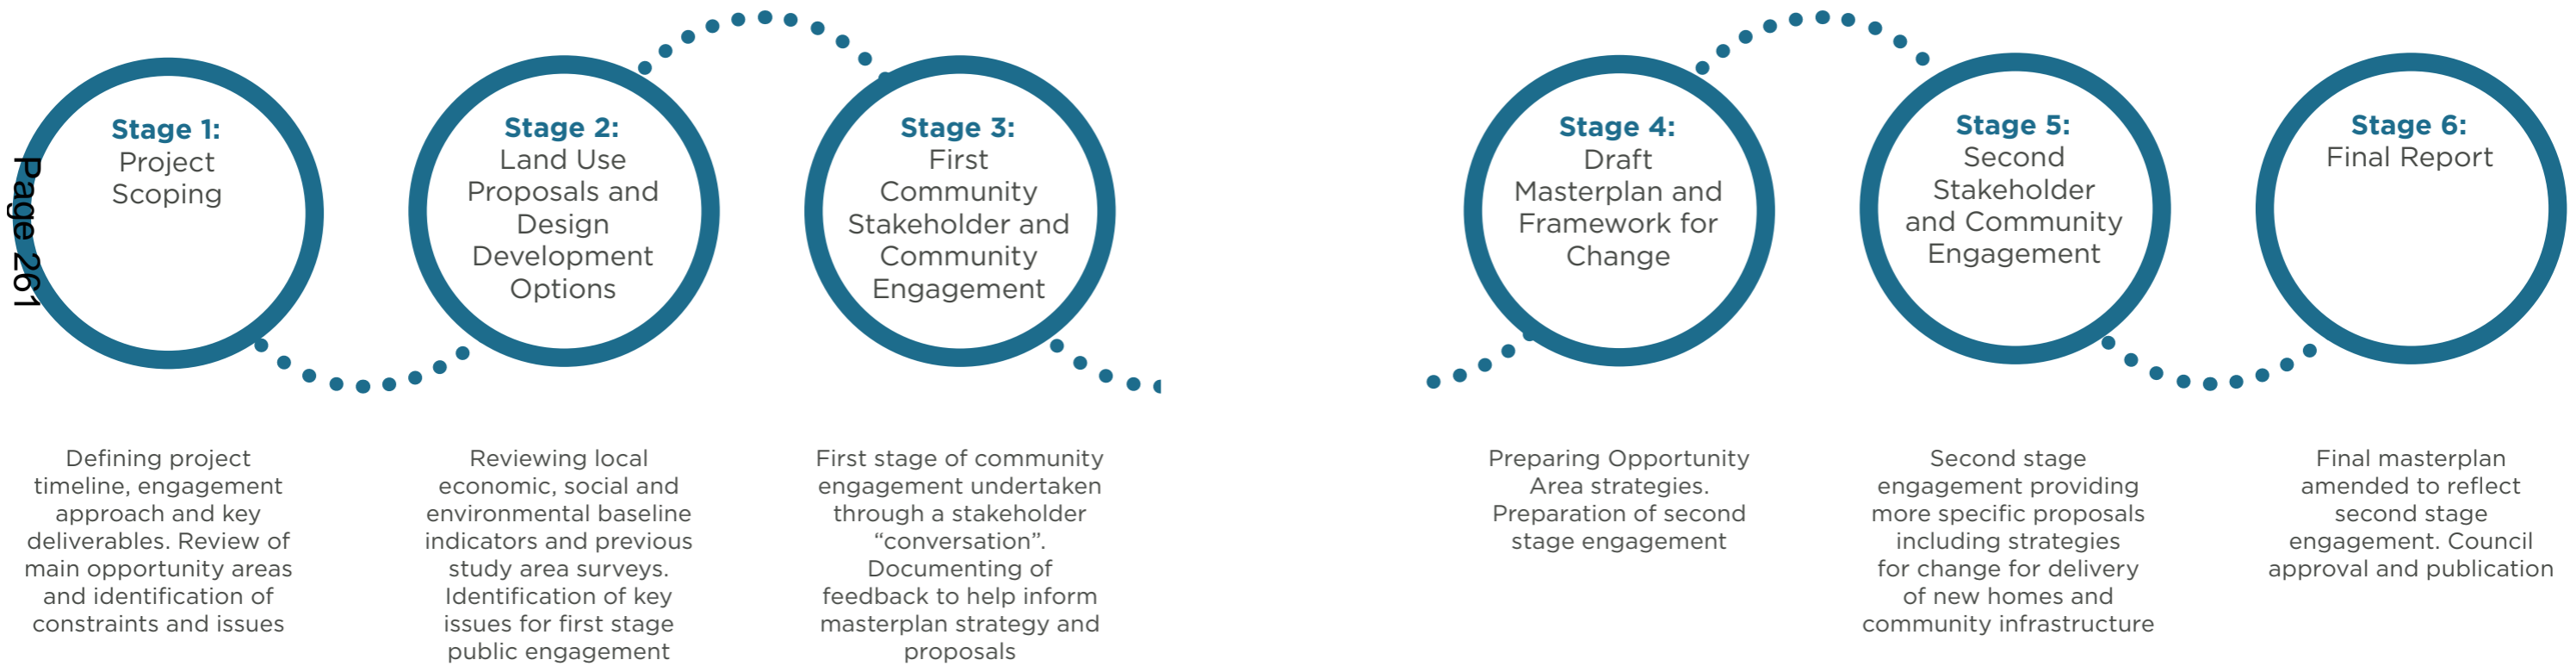 Page 261
Stage 1:
Project
Scoping
Stage 2:
Land Use
Proposals and
Design
Development
Options
Stage 3:
First
Community
Stakeholder and
Community
Engagement
Stage 4:
Draft
Masterplan and
Framework for
Change
Stage 5:
Second
Stakeholder
and Community
Engagement
Stage 6:
Final Report
Defining project
timeline, engagement
approach and key
deliverables. Review of
main opportunity areas
and identification of
constraints and issues
Reviewing local
economic, social and
environmental baseline
indicators and previous
study area surveys.
Identification of key
issues for first stage
public engagement
First stage of community
engagement undertaken
through a stakeholder
“conversation”.
Documenting of
feedback to help inform
masterplan strategy and
proposals
Preparing Opportunity
Area strategies.
Preparation of second
stage engagement
Second stage
engagement providing
more specific proposals
including strategies
for change for delivery
of new homes and
community infrastructure
Final masterplan
amended to reflect
second stage
engagement. Council
approval and publication